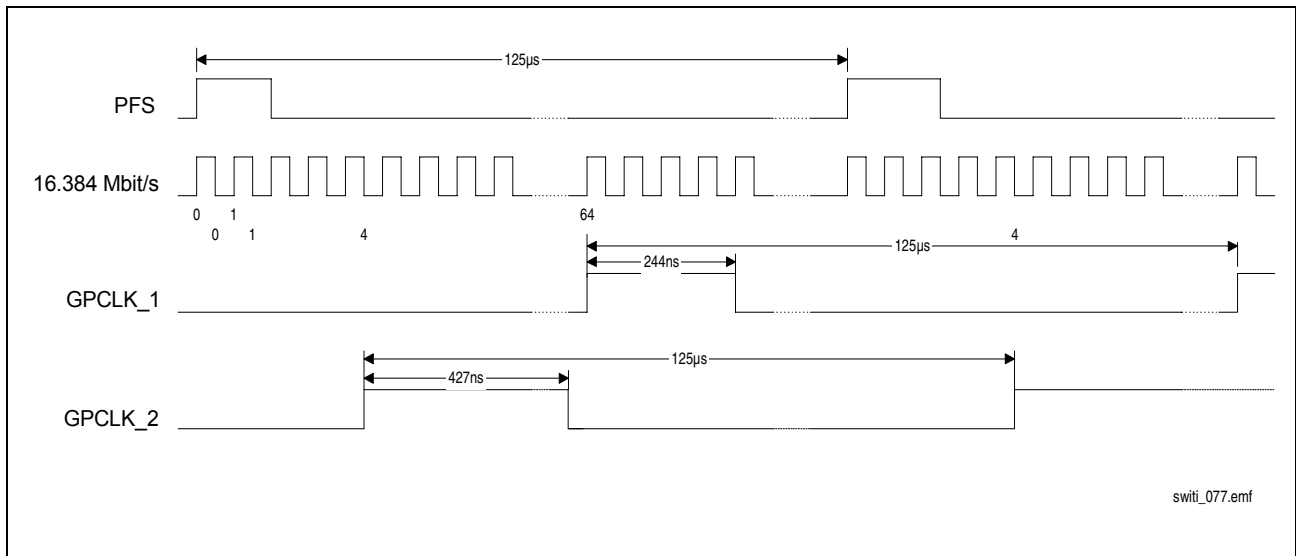 125µs
PFS
16.384 Mbit/s
0 1 64
0 1 4 4
125µs
244ns
GPCLK_1
125µs
427ns
GPCLK_2
switi_077.emf